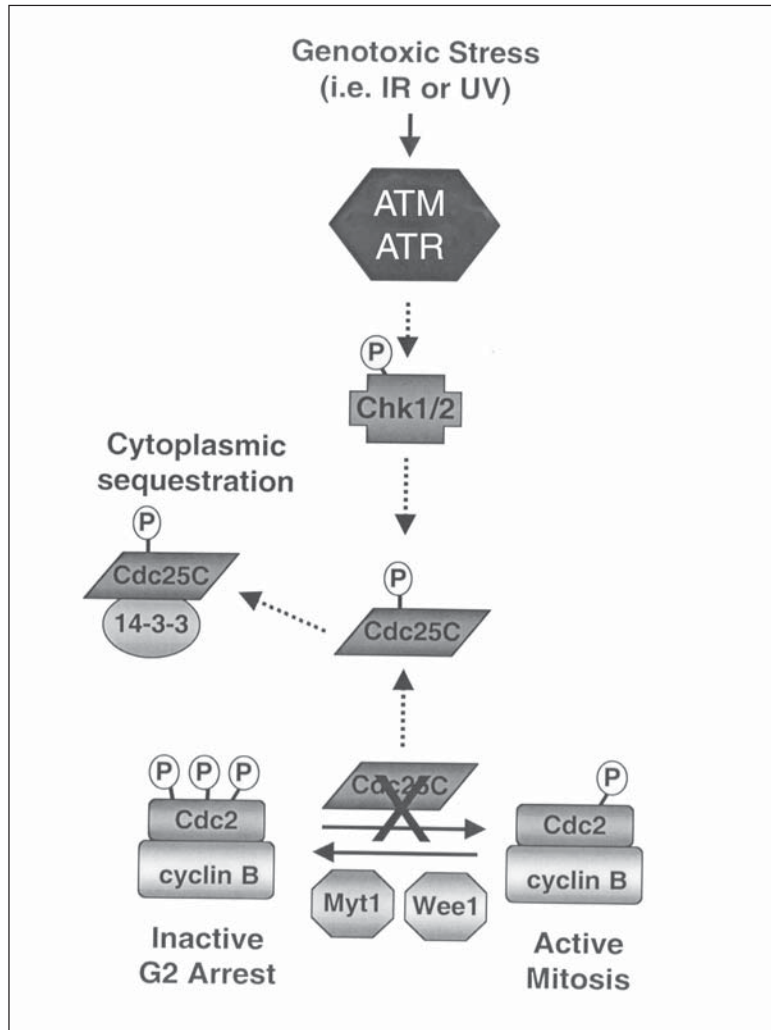 Genotoxic Stress
(i.e. IR or UV)
ATM
ATR
P
Chk1/2
Cytoplasmic
sequestration
P
Cdc25C
14-3-3
P
Cdc25C
P P P
Cdc2
cyclin B
Inactive
G2 Arrest
Cdc25C
Myt1 Wee1
P
Cdc2
cyclin B
Active
Mitosis